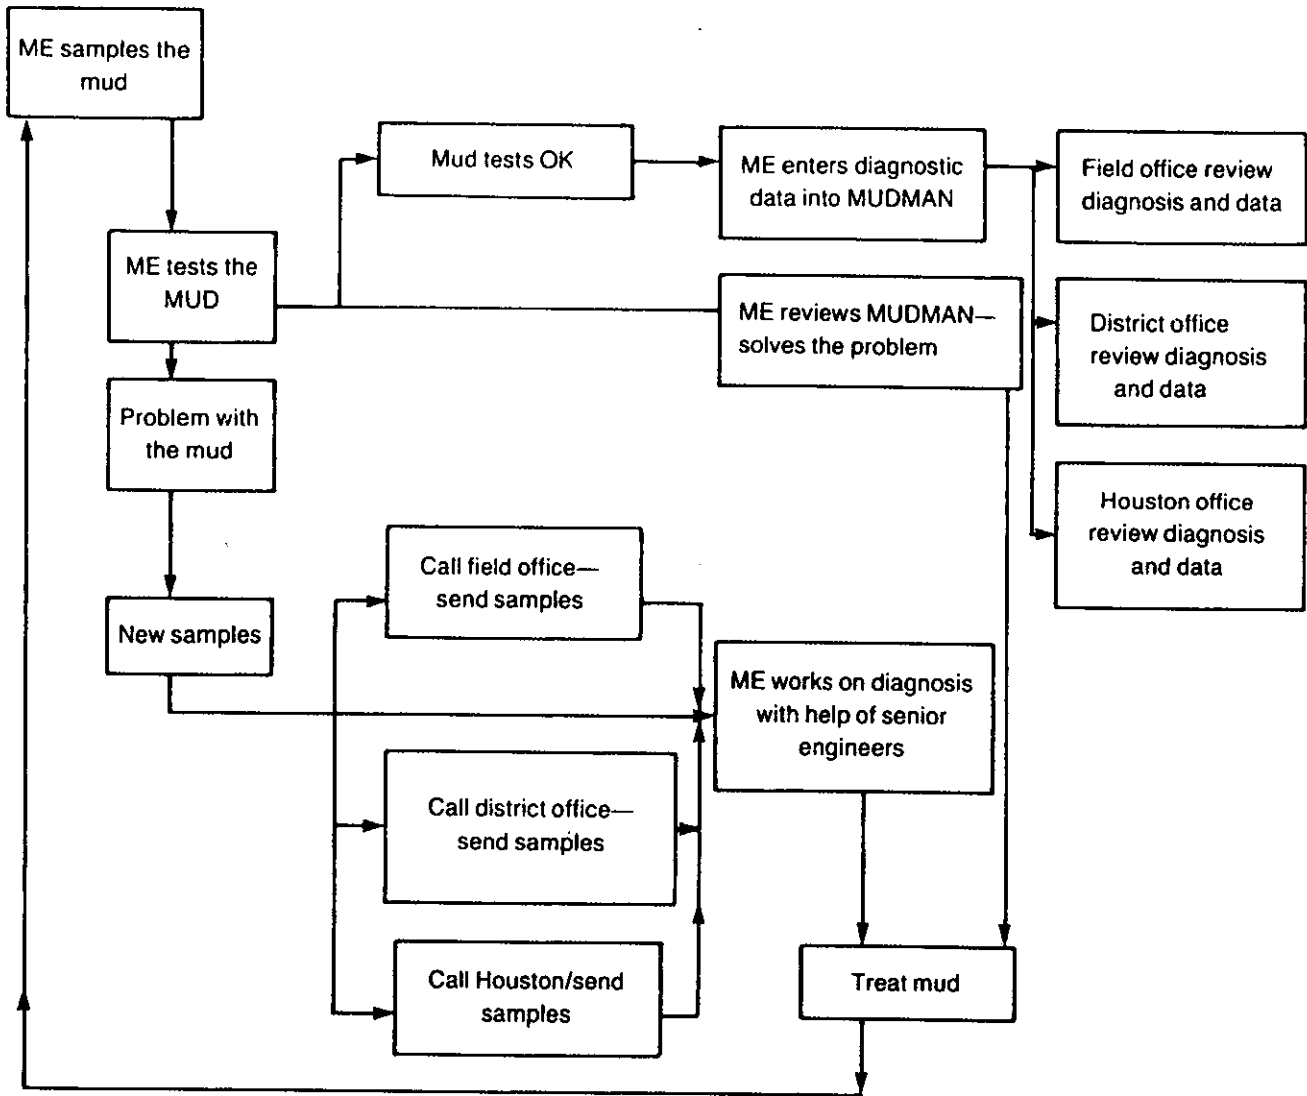 ME samples the
mud
Mud tests OK
ME enters diagnostic
data into MUDMAN
Field office review
diagnosis and data
ME tests the
MUD
ME reviews MUDMAN—
solves the problem
District office
review diagnosis
and data
Problem with
the mud
Houston office
review diagnosis
and data
Call field office—
send samples
New samples
ME works on diagnosis
with help of senior
engineers
Call district office—
send samples
Call Houston/send
samples
Treat mud